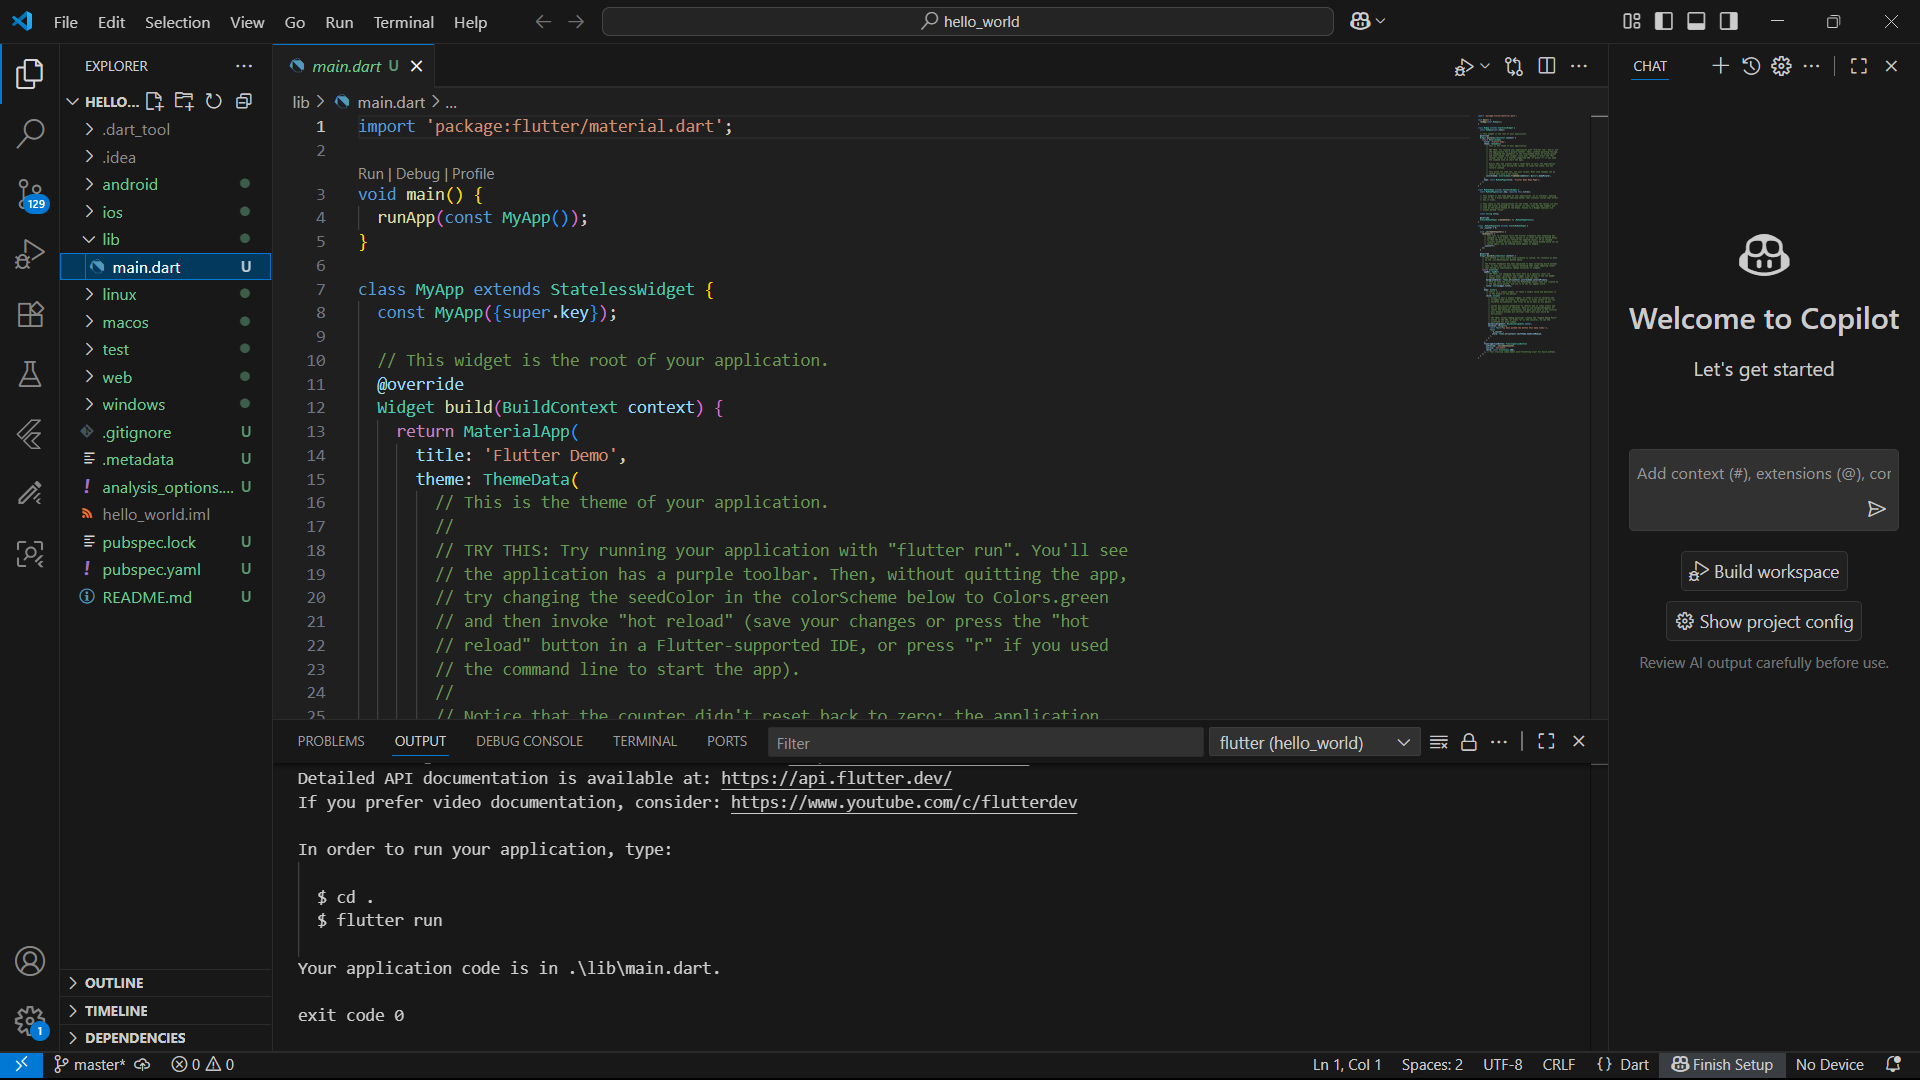 File Edit Selection View Go Run Terminal Help
hello_world
EXPLORER
HELLO...
.dart_tool
.idea
android
ios
lib
main.dart U
linux
macos
test
web
windows
.gitignore U
.metadata U
analysis_options.... U
hello_world.iml
pubspec.lock U
pubspec.yaml U
README.md U
OUTLINE
TIMELINE
DEPENDENCIES
129
1
main.dart U
lib > main.dart > ...
1 import 'package:flutter/material.dart';
2
Run | Debug | Profile
3 void main() {
4 runApp(const MyApp());
5 }
6
7 class MyApp extends StatelessWidget {
8 const MyApp({super.key});
9
10 // This widget is the root of your application.
11 @override
12 Widget build(BuildContext context) {
13 return MaterialApp(
14 title: 'Flutter Demo',
15 theme: ThemeData(
16 // This is the theme of your application.
17 //
18 // TRY THIS: Try running your application with "flutter run". You'll see
19 // the application has a purple toolbar. Then, without quitting the app,
20 // try changing the seedColor in the colorScheme below to Colors.green
21 // and then invoke "hot reload" (save your changes or press the "hot
22 // reload" button in a Flutter-supported IDE, or press "r" if you used
23 // the command line to start the app).
24 //
25 // Notice that the counter didn't reset back to zero; the application
PROBLEMS OUTPUT DEBUG CONSOLE TERMINAL PORTS
Filter
flutter (hello_world)
Detailed API documentation is available at: https://api.flutter.dev/
If you prefer video documentation, consider: https://www.youtube.com/c/flutterdev
In order to run your application, type:
$ cd .
$ flutter run
Your application code is in .\lib\main.dart.
exit code 0
CHAT
Welcome to Copilot
Let's get started
Add context (#), extensions (@), cor
Build workspace
Show project config
Review AI output carefully before use.
master* 0 0
Ln 1, Col 1 Spaces: 2 UTF-8 CRLF {} Dart Finish Setup No Device